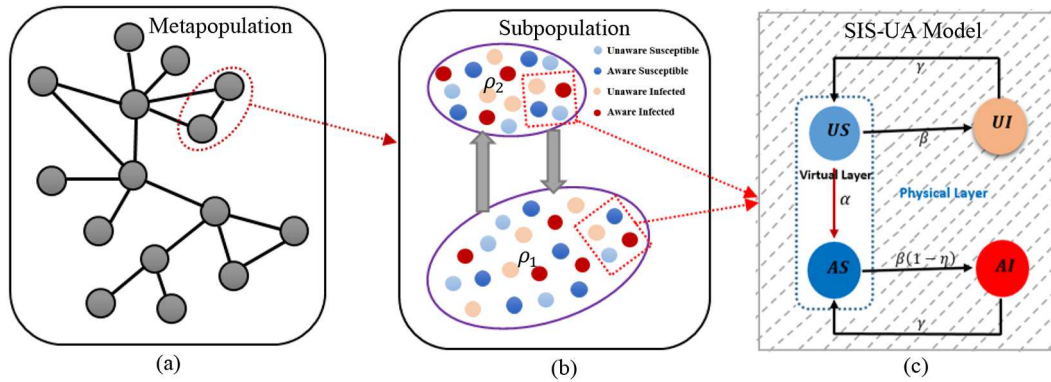 Metapopulation
(a)
Subpopulation
Unaware Susceptible
Aware Susceptible
Unaware Infected
Aware Infected
ρ2
ρ1
(b)
SIS-UA Model
γ
US
β
UI
Virtual Layer
Physical Layer
α
AS
β(1 − η)
AI
γ
(c)